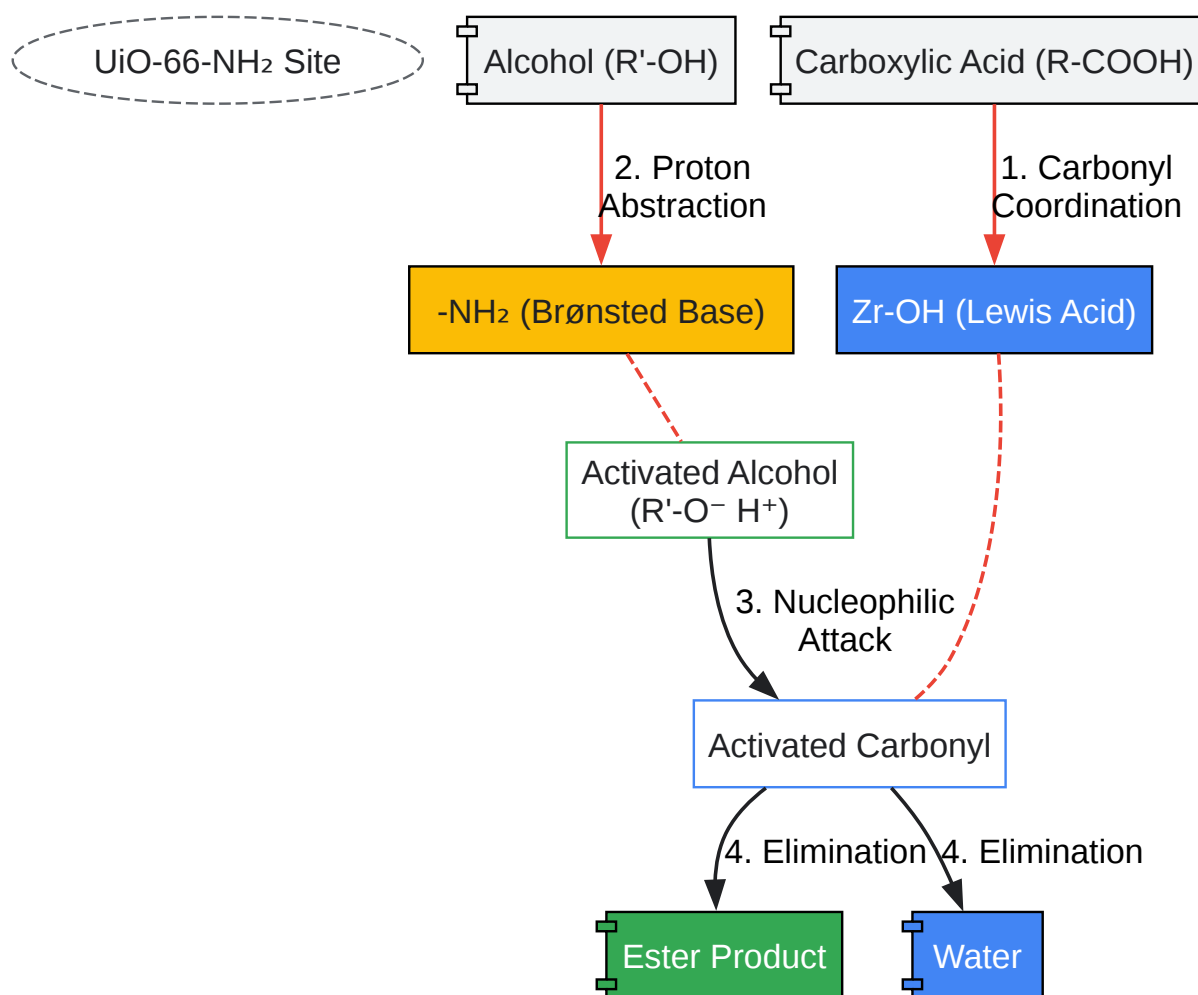 UiO-66-NH₂ Site
Alcohol (R'-OH)
Carboxylic Acid (R-COOH)
2. Proton
Abstraction
1. Carbonyl
Coordination
-NH₂ (Brønsted Base)
Zr-OH (Lewis Acid)
Activated Alcohol
(R'-O⁻ H⁺)
3. Nucleophilic
Attack
Activated Carbonyl
4. Elimination
4. Elimination
Ester Product
Water